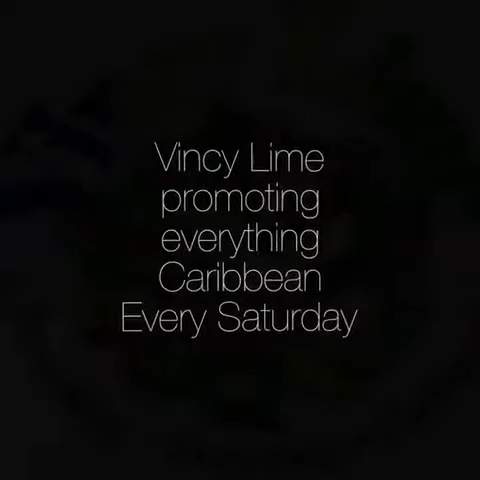 Vincy Lime
promoting
everything
Caribbean
Every Saturday